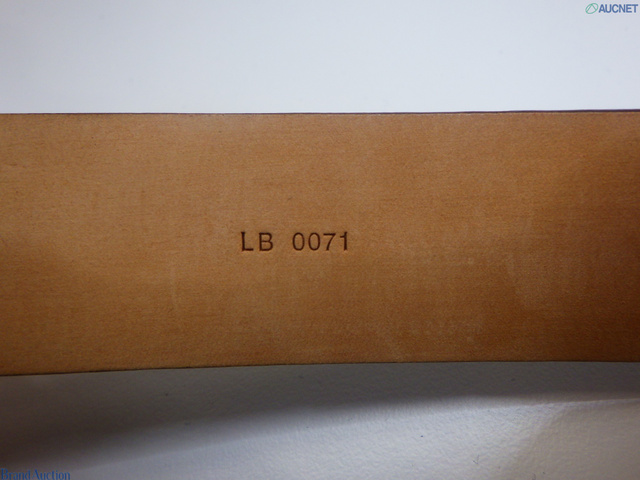 AUCNET
LB 0071
Brand Auction